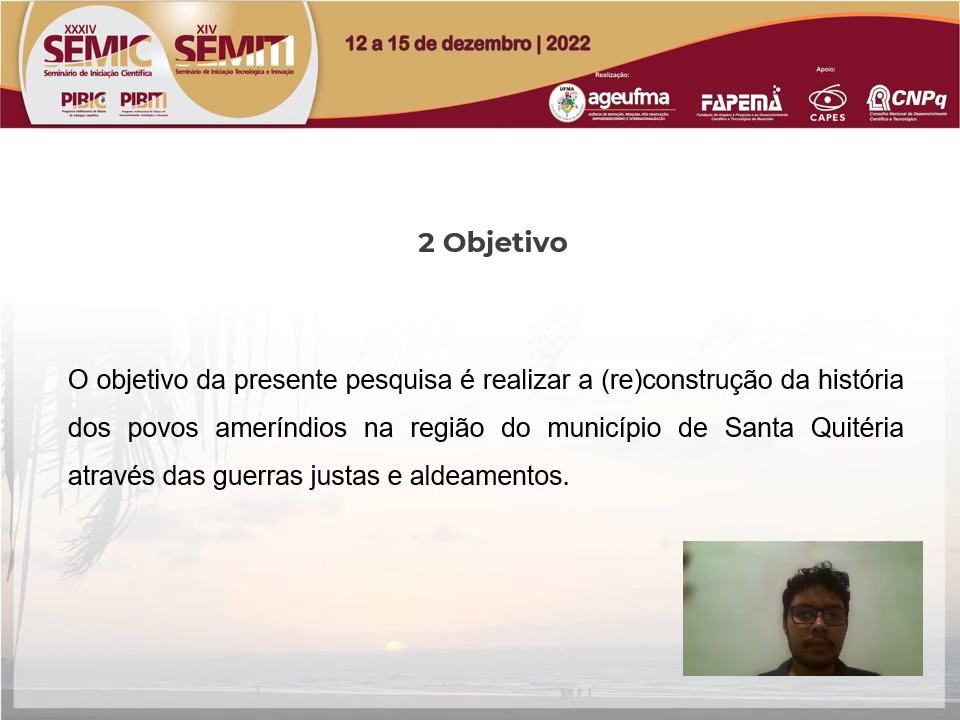 XXXIV
SEMIC
Seminário de Iniciação Científica
PIBIC
XIV
SEMITI
Seminário de Iniciação Tecnológica e Inovação
PIBITI
12 a 15 de dezembro | 2022
Realização:
UFMA
ageufma
AGÊNCIA DE INOVAÇÃO, PESQUISA, PÓS-GRADUAÇÃO,
EMPREENDEDORISMO E INTERNACIONALIZAÇÃO
Apoio:
FAPEMA
Fundação de Amparo à Pesquisa e ao Desenvolvimento
Científico e Tecnológico do Maranhão
CAPES
CNPq
Conselho Nacional de Desenvolvimento
Científico e Tecnológico
2 Objetivo
O objetivo da presente pesquisa é realizar a (re)construção da história
dos povos ameríndios na região do município de Santa Quitéria
através das guerras justas e aldeamentos.